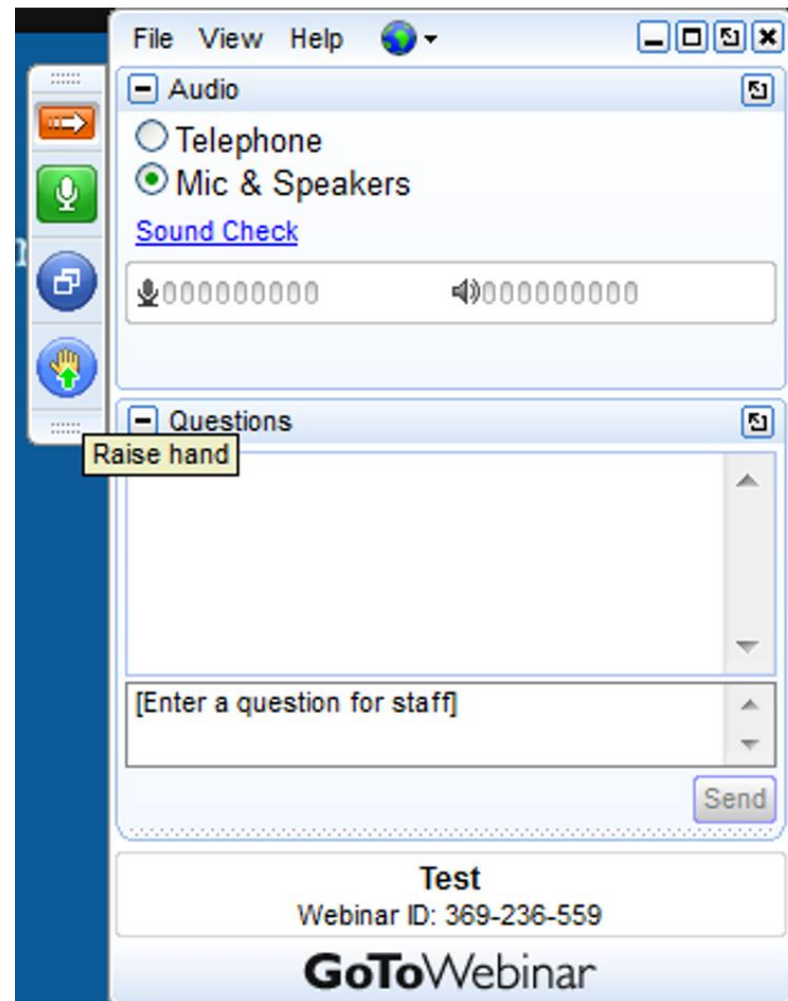 File View Help
Audio
Telephone
Mic & Speakers
Sound Check
000000000 000000000
Questions
Raise hand
[Enter a question for staff]
Send
Test
Webinar ID: 369-236-559
GoToWebinar